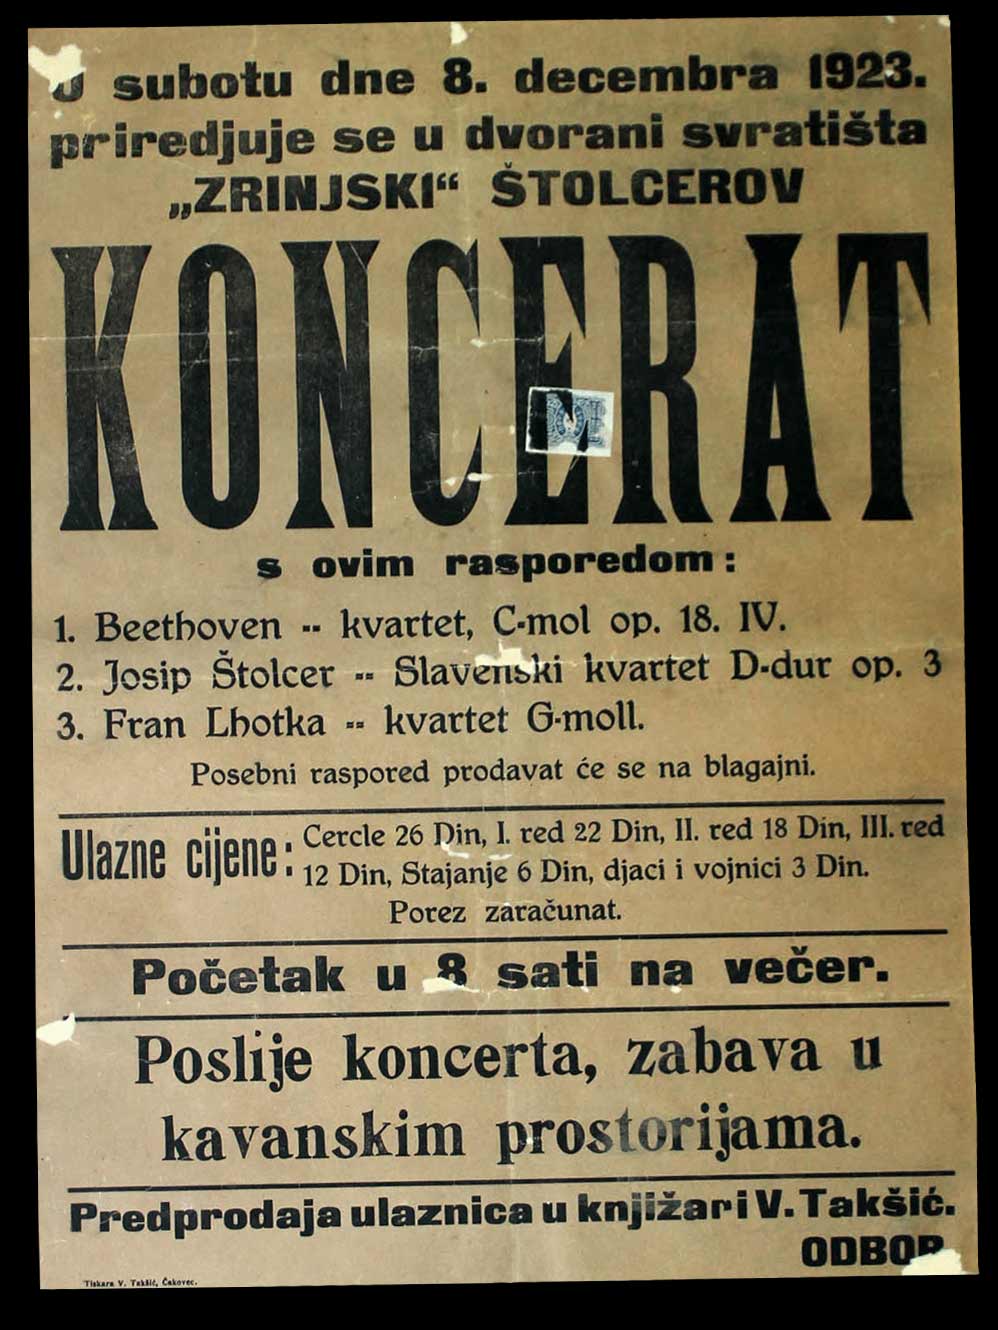 U subotu dne 8. decembra 1923.
priredjuje se u dvorani svratišta
„ZRINJSKI“ ŠTOLCEROV
KONCERAT
s ovim rasporedom:
1. Beethoven -- kvartet, C-mol op. 18. IV.
2. Josip Štolcer -- Slavenski kvartet D-dur op. 3
3. Fran Lhotka -- kvartet G-moll.
Posebni raspored prodavat će se na blagajni.
Ulazne cijene: Cercle 26 Din, I. red 22 Din, II. red 18 Din, III. red
12 Din, Stajanje 6 Din, djaci i vojnici 3 Din.
Porez zaračunat.
Početak u 8 sati na večer.
Poslije koncerta, zabava u
kavanskim prostorijama.
Predprodaja ulaznica u knjižari V. Takšić.
ODBOR
Tiskara V. Takšić, Čakovec.